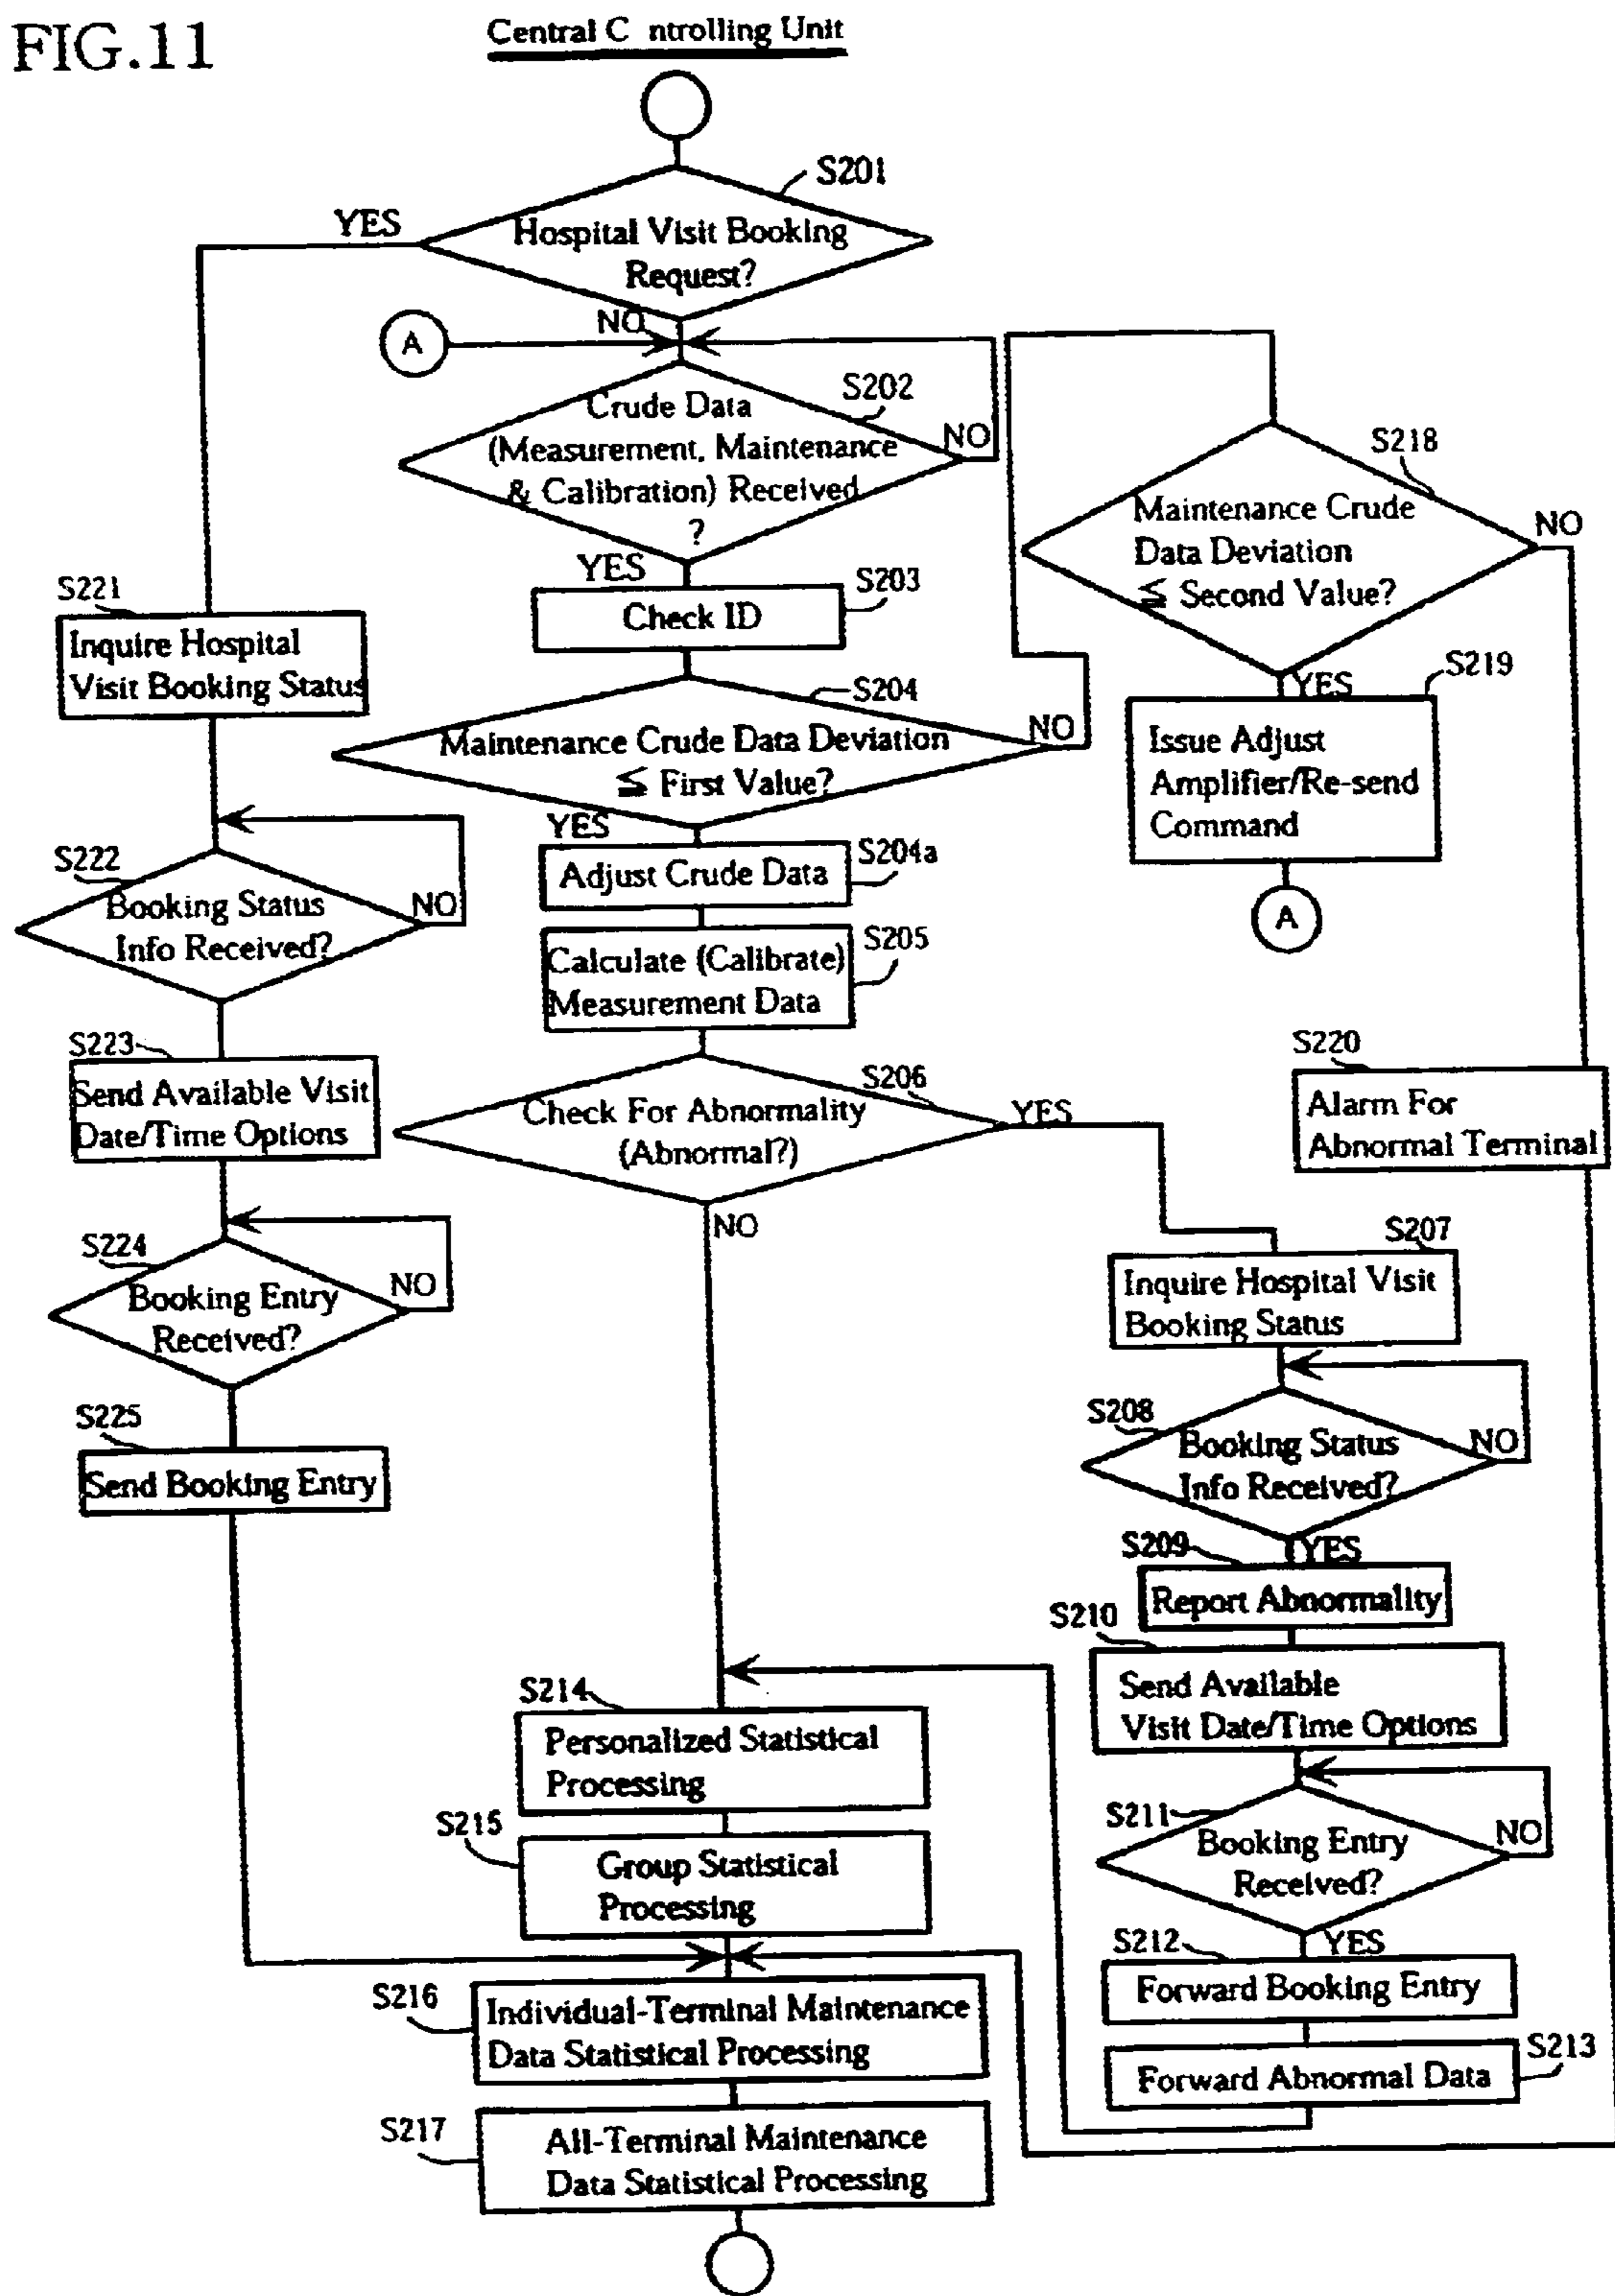 FIG.11
Central C ntrolling Unit
S201
YES
Hospital Visit Booking
Request?
NO
A
S202
Crude Data
(Measurement, Maintenance
& Calibration) Received
?
NO
YES
S203
Check ID
S204
Maintenance Crude Data Deviation
≦ First Value?
NO
YES
S204a
Adjust Crude Data
S205
Calculate (Calibrate)
Measurement Data
S206
Check For Abnormality
(Abnormal?)
YES
NO
S218
Maintenance Crude
Data Deviation
≦ Second Value?
NO
YES
S219
Issue Adjust
Amplifier/Re-send
Command
A
S220
Alarm For
Abnormal Terminal
S221
Inquire Hospital
Visit Booking Status
S222
Booking Status
Info Received?
NO
S223
Send Available Visit
Date/Time Options
S224
Booking Entry
Received?
NO
S225
Send Booking Entry
S207
Inquire Hospital Visit
Booking Status
S208
Booking Status
Info Received?
NO
YES
S209
Report Abnormality
S210
Send Available
Visit Date/Time Options
S211
Booking Entry
Received?
NO
YES
S212
Forward Booking Entry
S213
Forward Abnormal Data
S214
Personalized Statistical
Processing
S215
Group Statistical
Processing
S216
Individual-Terminal Maintenance
Data Statistical Processing
S217
All-Terminal Maintenance
Data Statistical Processing